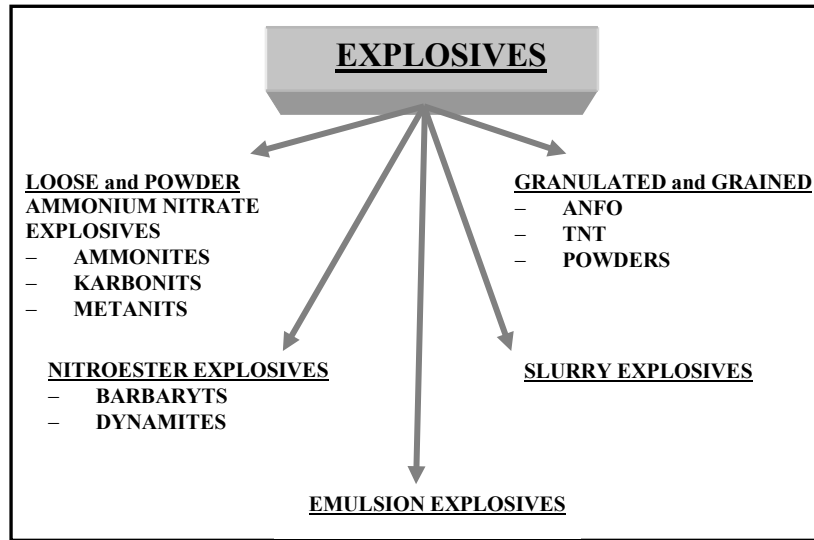 EXPLOSIVES
LOOSE and POWDER
AMMONIUM NITRATE
EXPLOSIVES
– AMMONITES
– KARBONITS
– METANITS
GRANULATED and GRAINED
– ANFO
– TNT
– POWDERS
NITROESTER EXPLOSIVES
– BARBARYTS
– DYNAMITES
SLURRY EXPLOSIVES
EMULSION EXPLOSIVES